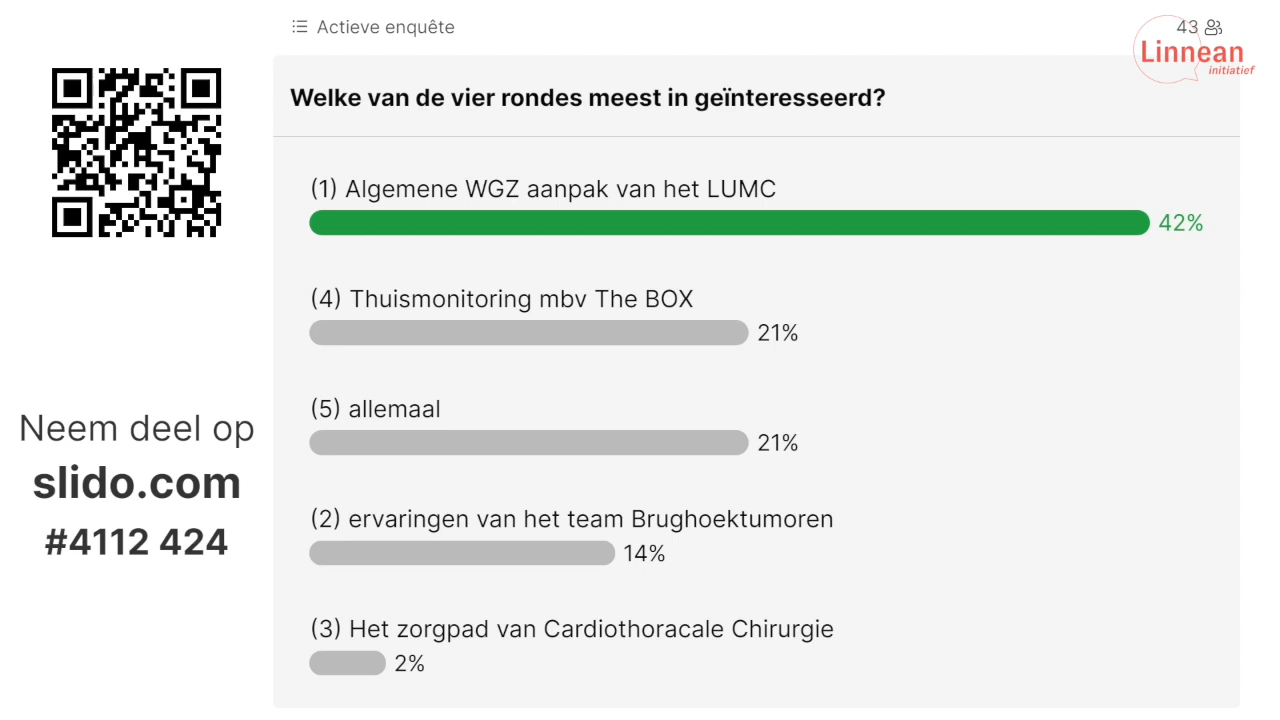 Actieve enquête
43
Linnean
initiatief
Welke van de vier rondes meest in geïnteresseerd?
(1) Algemene WGZ aanpak van het LUMC
42%
(4) Thuismonitoring mbv The BOX
21%
(5) allemaal
21%
(2) ervaringen van het team Brughoektumoren
14%
(3) Het zorgpad van Cardiothoracale Chirurgie
2%
Neem deel op
slido.com
#4112 424